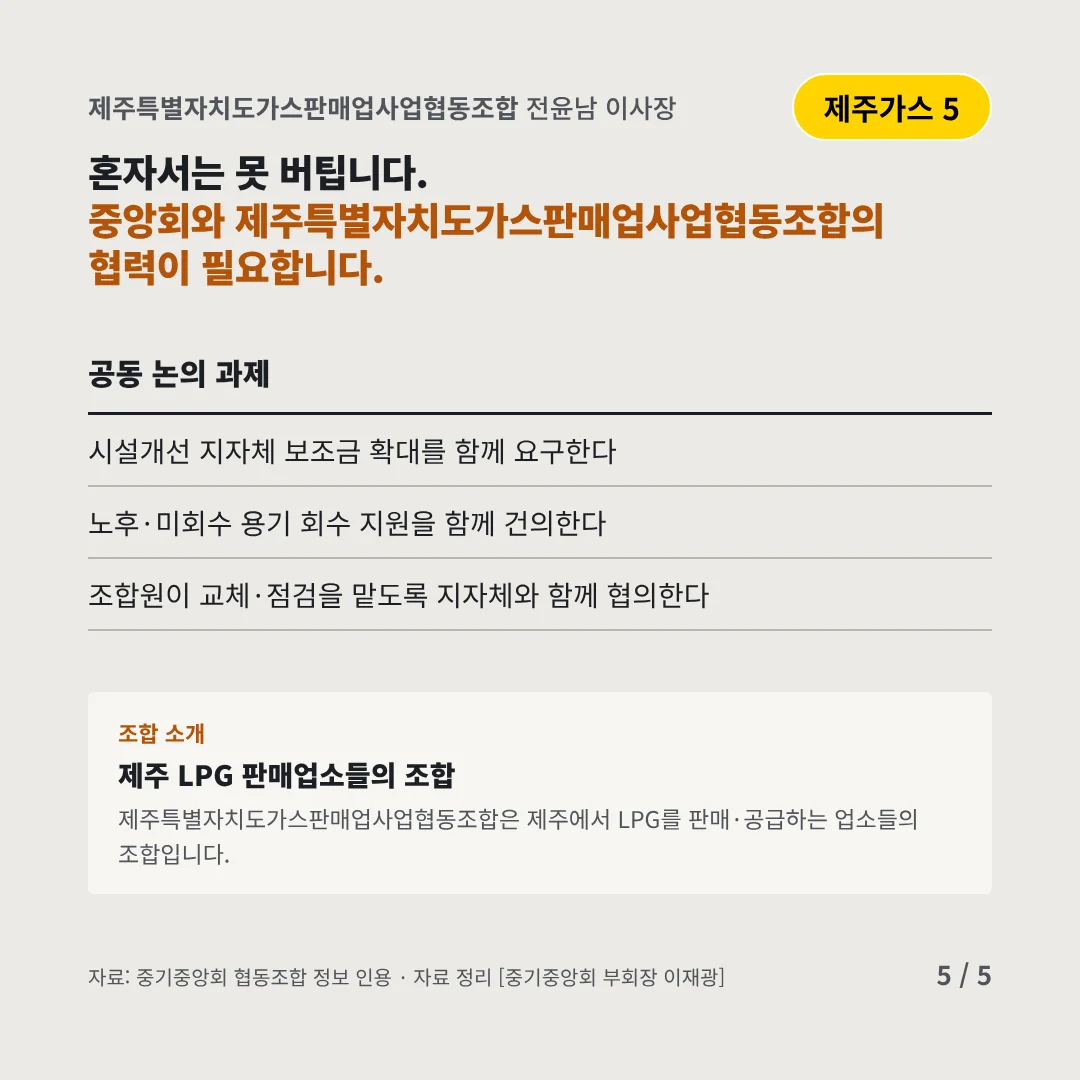 제주특별자치도가스판매업사업협동조합 전윤남 이사장
제주가스 5
혼자서는 못 버팁니다.
중앙회와 제주특별자치도가스판매업사업협동조합의
협력이 필요합니다.
공동 논의 과제
시설개선 지자체 보조금 확대를 함께 요구한다
노후·미회수 용기 회수 지원을 함께 건의한다
조합원이 교체·점검을 맡도록 지자체와 함께 협의한다
조합 소개
제주 LPG 판매업소들의 조합
제주특별자치도가스판매업사업협동조합은 제주에서 LPG를 판매·공급하는 업소들의
조합입니다.
자료: 중기중앙회 협동조합 정보 인용 · 자료 정리 [중기중앙회 부회장 이재광]
5 / 5